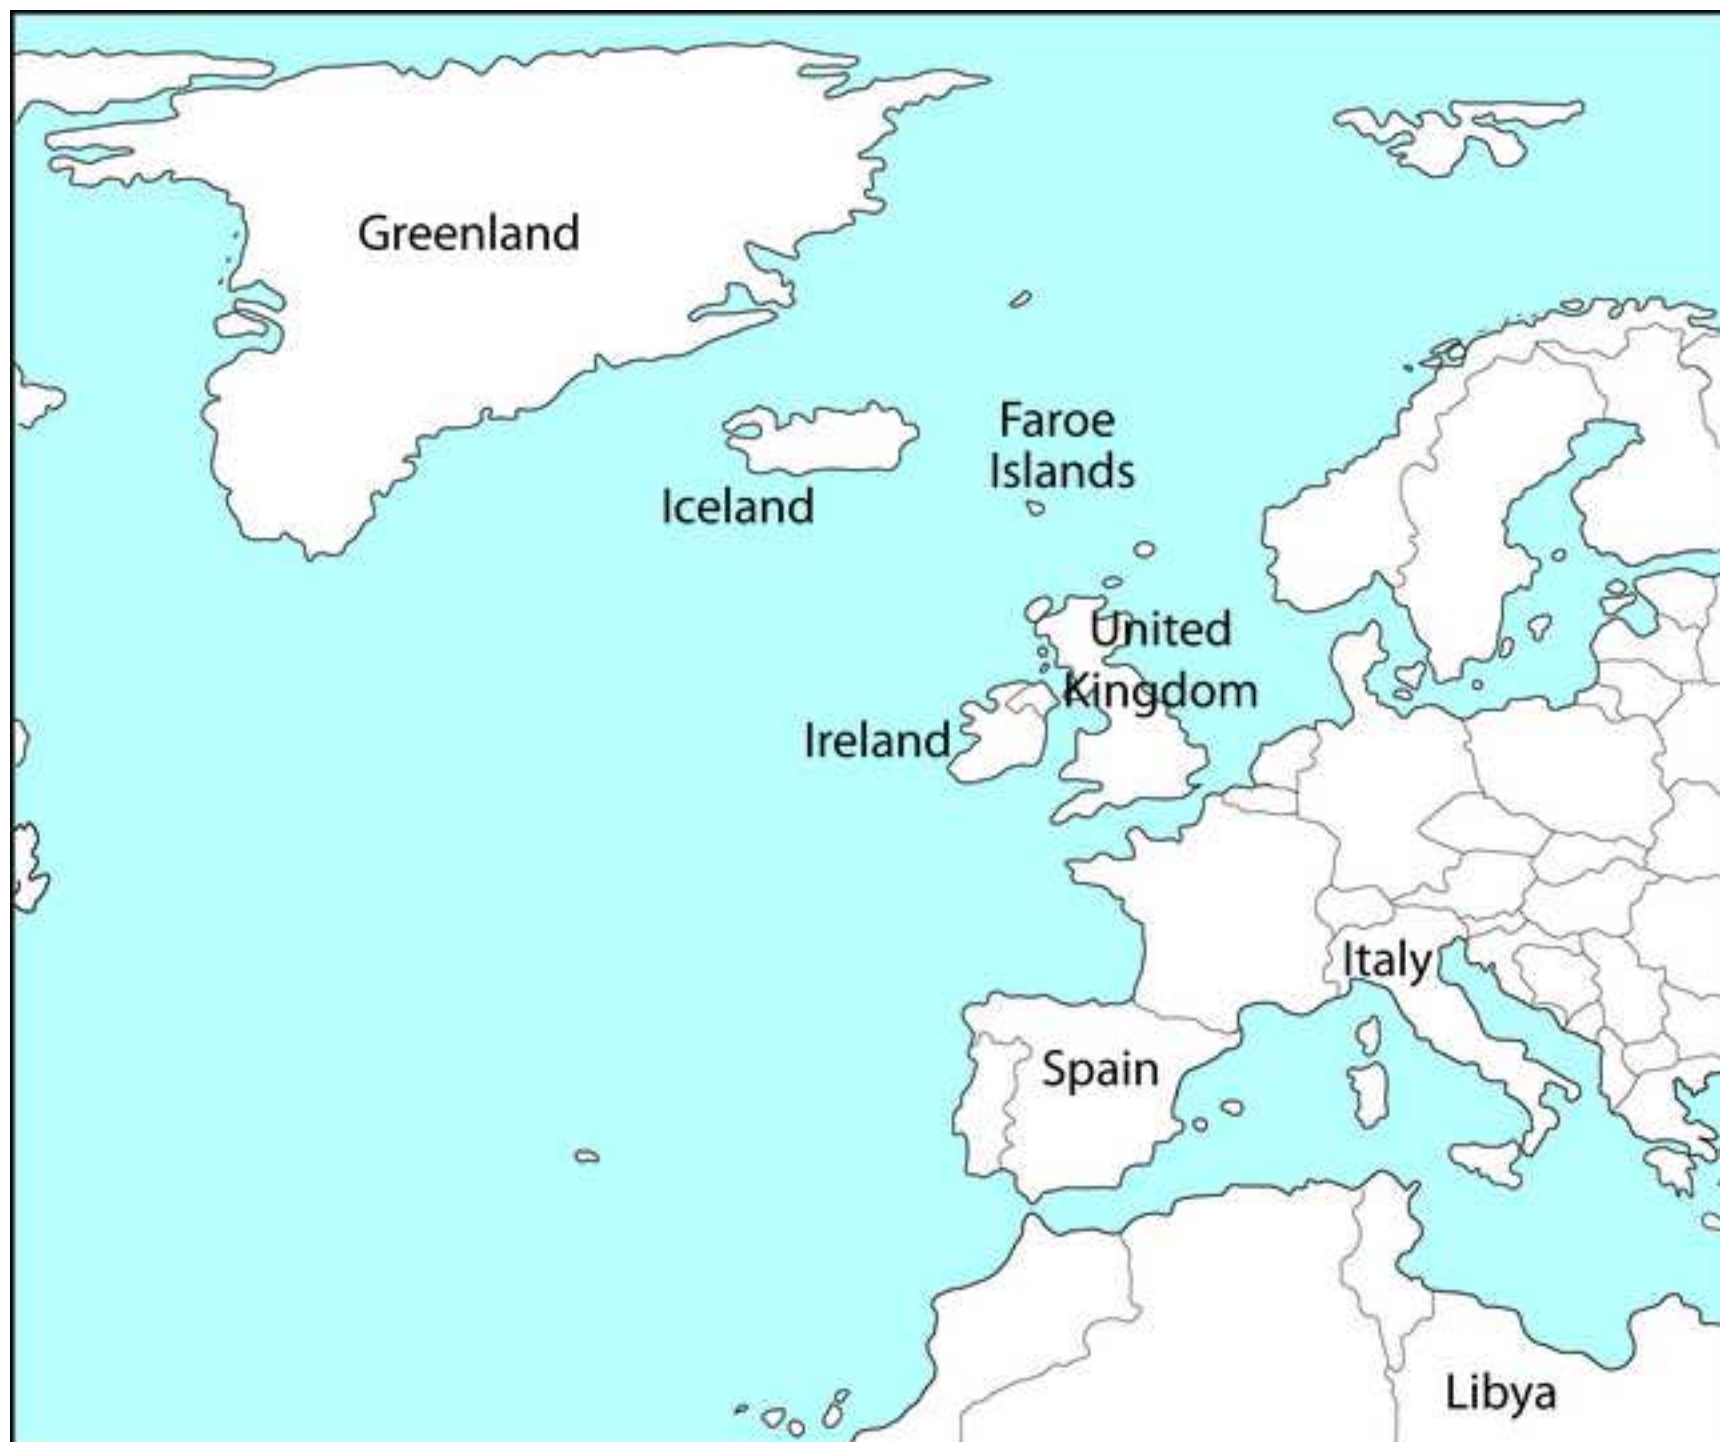 Greenland
Faroe
Islands
Iceland
United
Kingdom
Ireland
Italy
Spain
Libya